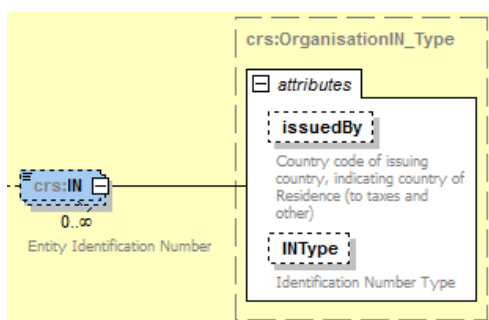 crs:OrganisationIN_Type
attributes
issuedBy
Country code of issuing
country, indicating country of
Residence (to taxes and
other)
crs:IN
0..∞
Entity Identification Number
INType
Identification Number Type